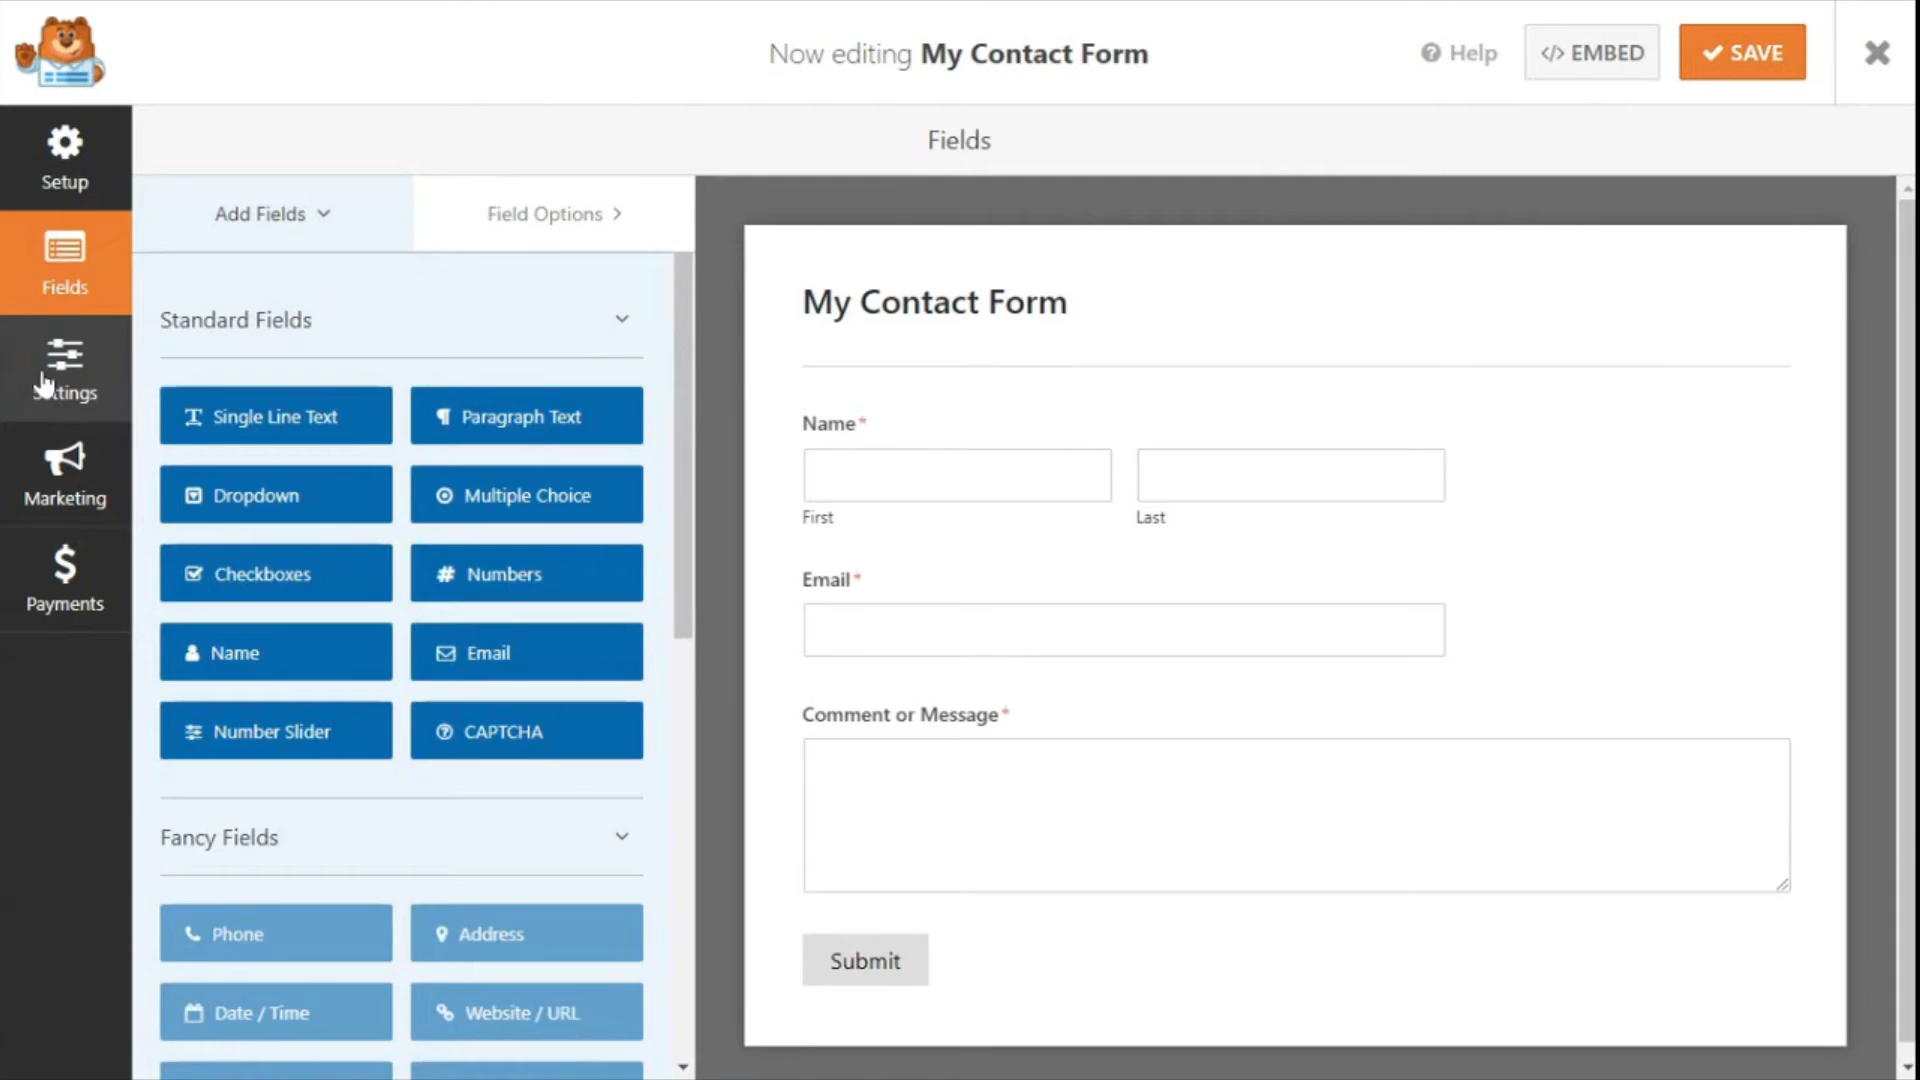 Now editing My Contact Form
Help
</> EMBED
SAVE
Setup
Fields
Settings
Marketing
Payments
Fields
Add Fields
Field Options
Standard Fields
Single Line Text
Paragraph Text
Dropdown
Multiple Choice
Checkboxes
Numbers
Name
Email
Number Slider
CAPTCHA
Fancy Fields
Phone
Address
Date / Time
Website / URL
My Contact Form
Name*
First
Last
Email*
Comment or Message*
Submit